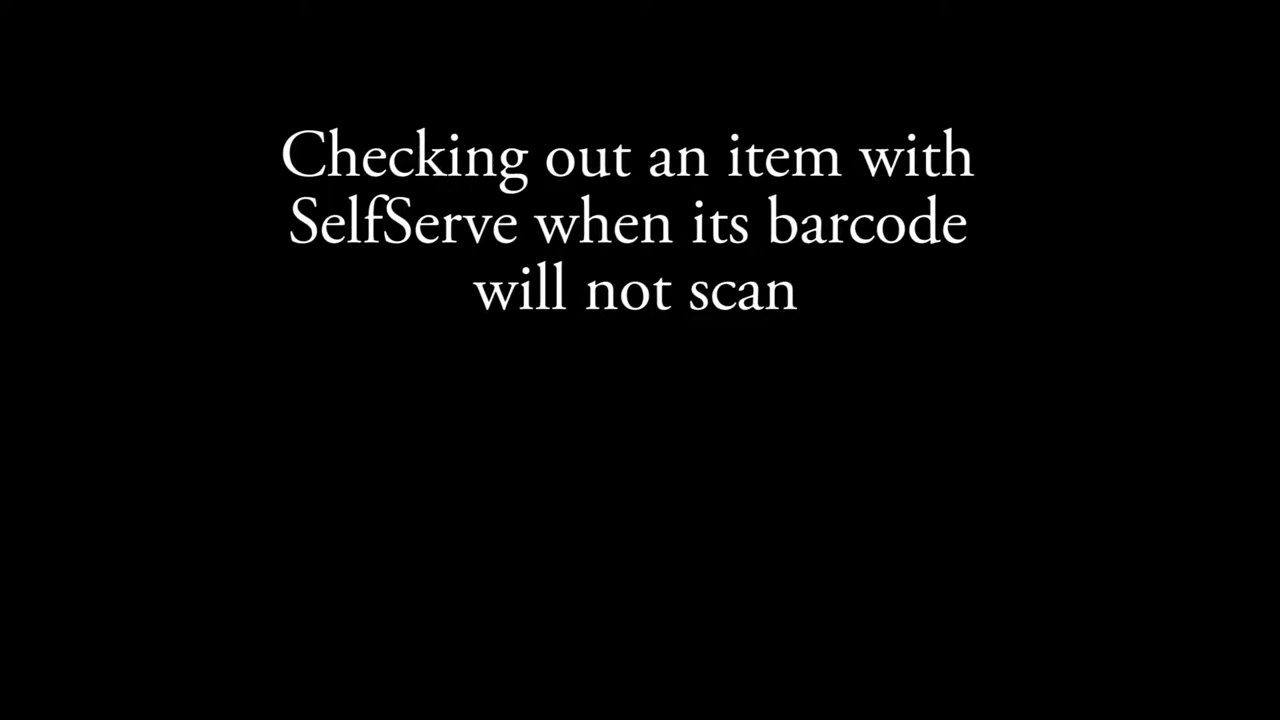 Checking out an item with
SelfServe when its barcode
will not scan